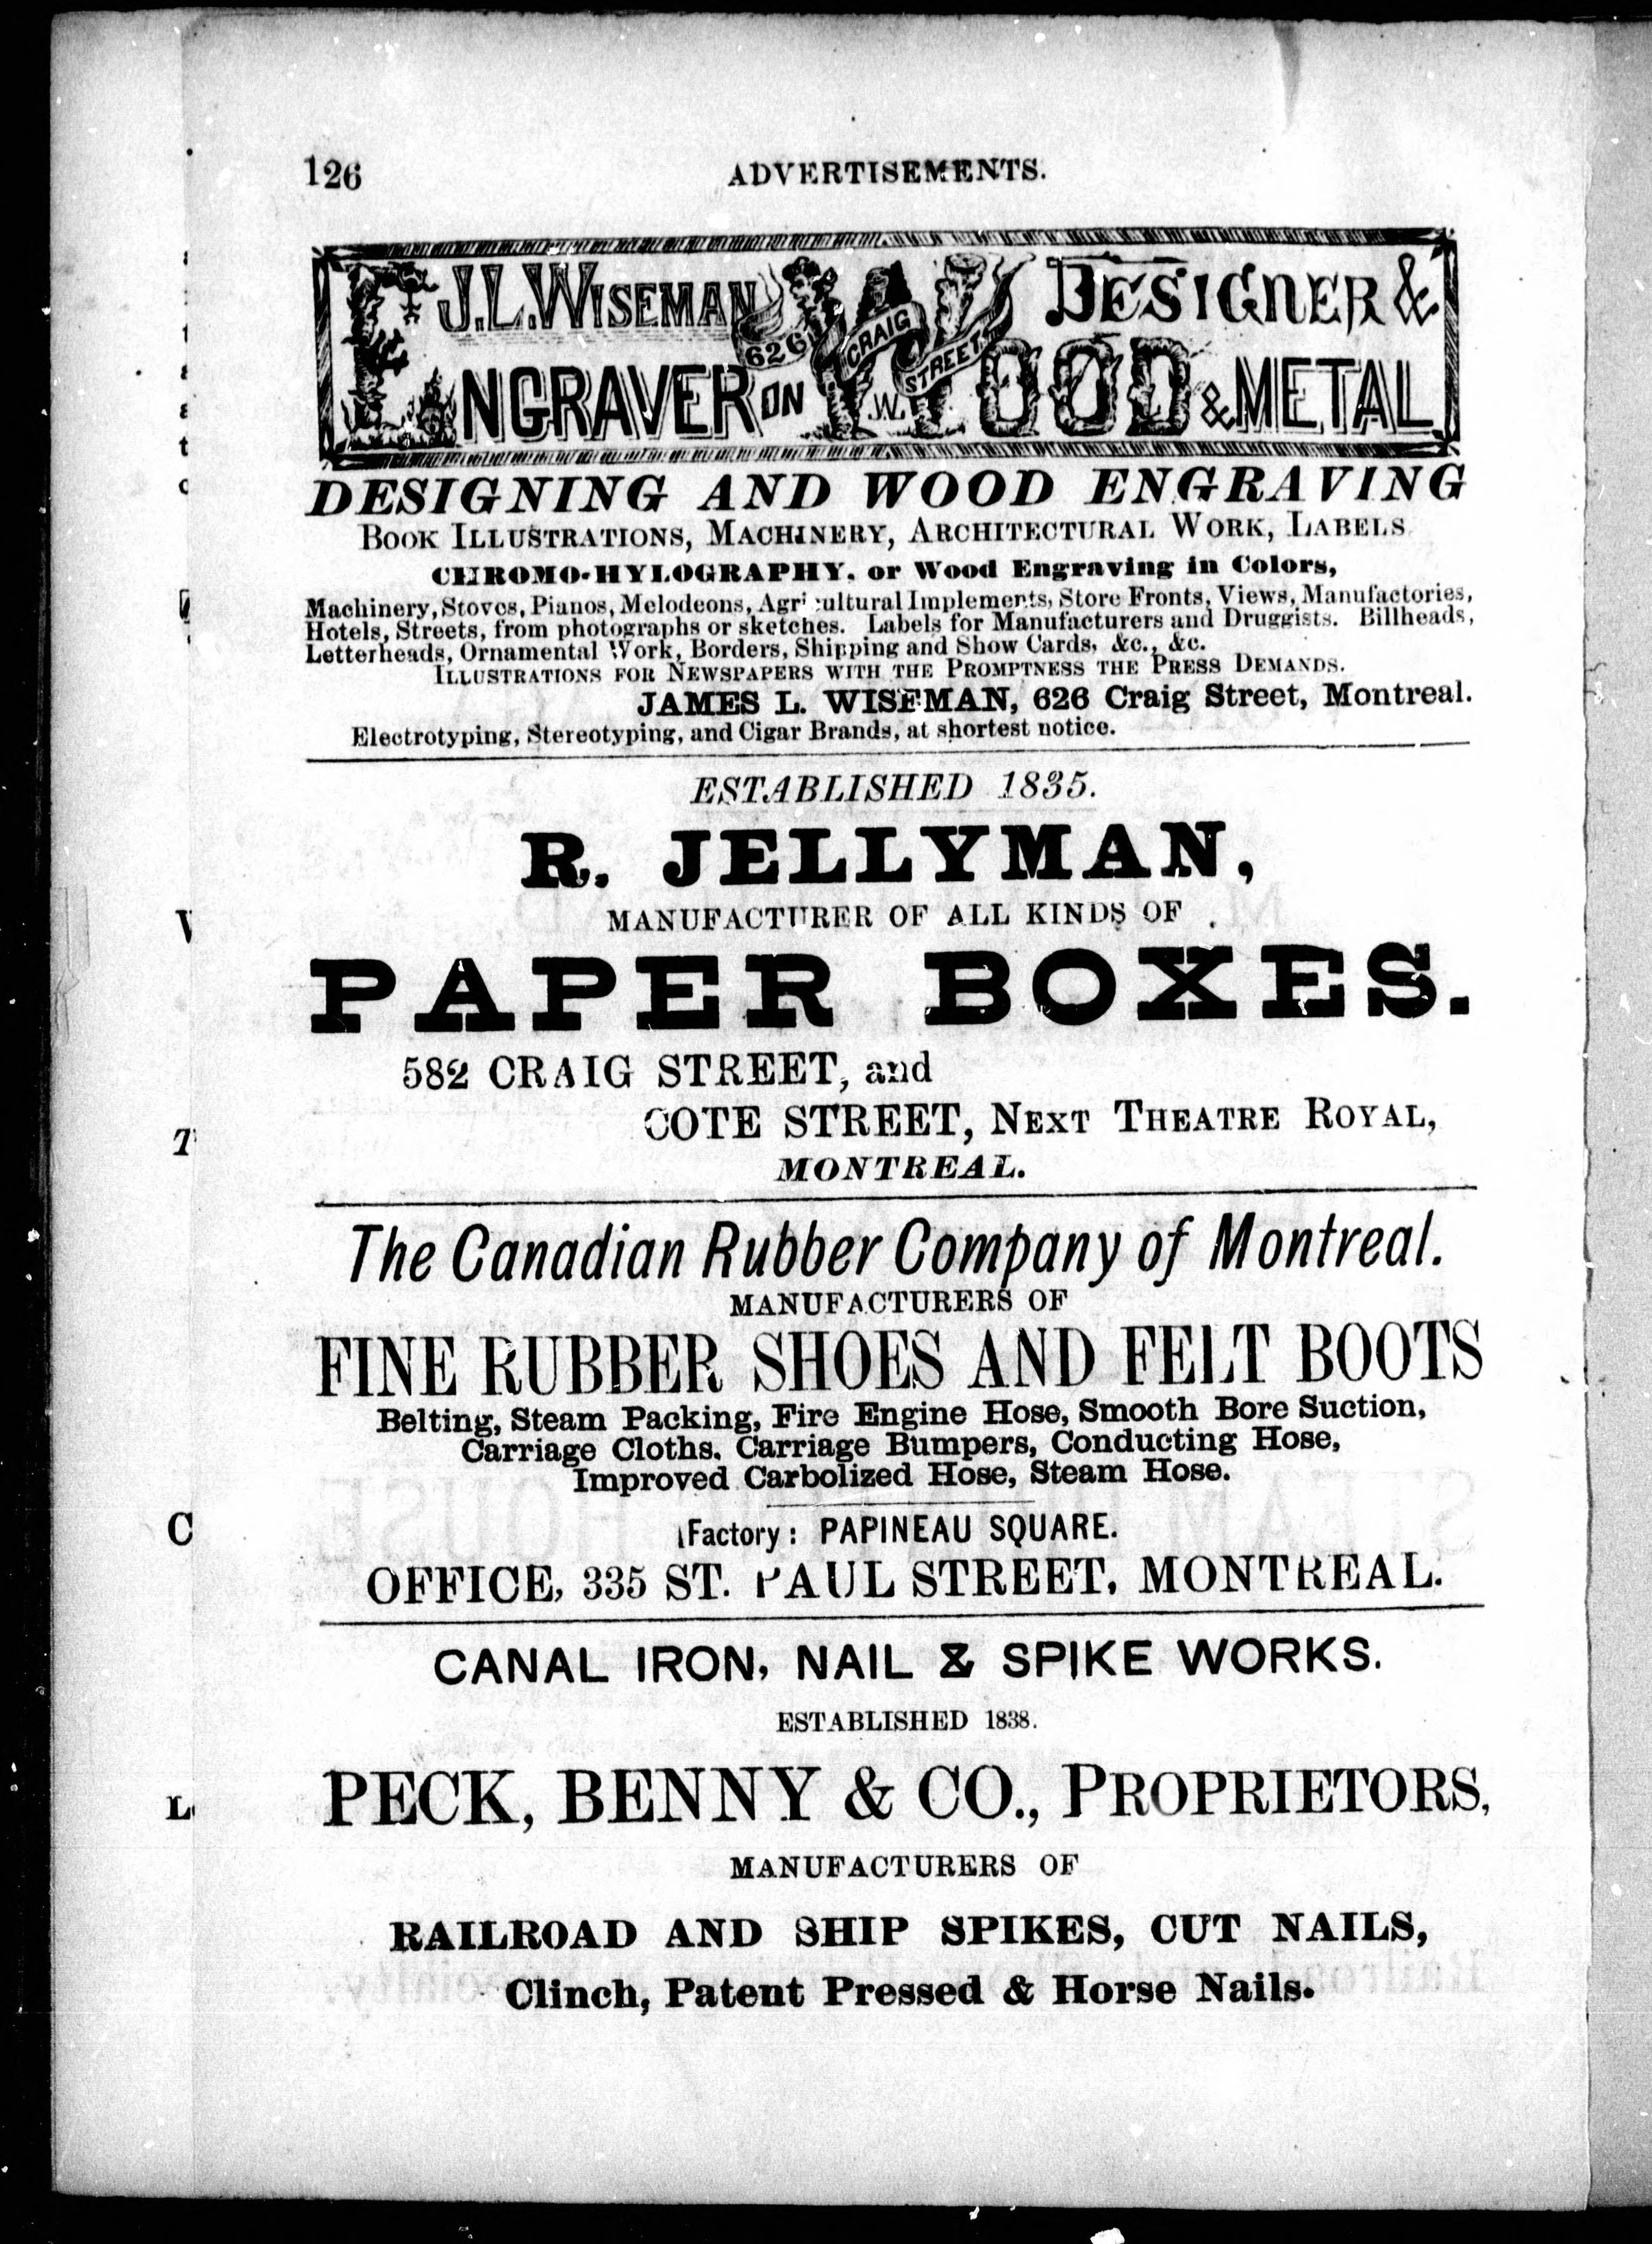 126
ADVERTISEMENTS.
J.L. WISEMAN DESIGNER &
626 CRAIG STREET
ENGRAVER ON WOOD & METAL
J.W.
DESIGNING AND WOOD ENGRAVING
BOOK ILLUSTRATIONS, MACHINERY, ARCHITECTURAL WORK, LABELS
CHROMO-HYLOGRAPHY. or Wood Engraving in Colors,
Machinery, Stoves, Pianos, Melodeons, Agricultural Implements, Store Fronts, Views, Manufactories,
Hotels, Streets, from photographs or sketches. Labels for Manufacturers and Druggists. Billheads,
Letterheads, Ornamental Work, Borders, Shipping and Show Cards, &c., &c.
ILLUSTRATIONS FOR NEWSPAPERS WITH THE PROMPTNESS THE PRESS DEMANDS.
JAMES L. WISEMAN, 626 Craig Street, Montreal.
Electrotyping, Stereotyping, and Cigar Brands, at shortest notice.
ESTABLISHED 1835.
R. JELLYMAN,
MANUFACTURER OF ALL KINDS OF
PAPER BOXES.
582 CRAIG STREET, and
COTE STREET, NEXT THEATRE ROYAL,
MONTREAL.
The Canadian Rubber Company of Montreal.
MANUFACTURERS OF
FINE RUBBER SHOES AND FELT BOOTS
Belting, Steam Packing, Fire Engine Hose, Smooth Bore Suction,
Carriage Cloths. Carriage Bumpers, Conducting Hose,
Improved Carbolized Hose, Steam Hose.
Factory: PAPINEAU SQUARE.
OFFICE, 335 ST. PAUL STREET, MONTREAL.
CANAL IRON, NAIL & SPIKE WORKS.
ESTABLISHED 1838.
PECK, BENNY & CO., PROPRIETORS,
MANUFACTURERS OF
RAILROAD AND SHIP SPIKES, CUT NAILS,
Clinch, Patent Pressed & Horse Nails.